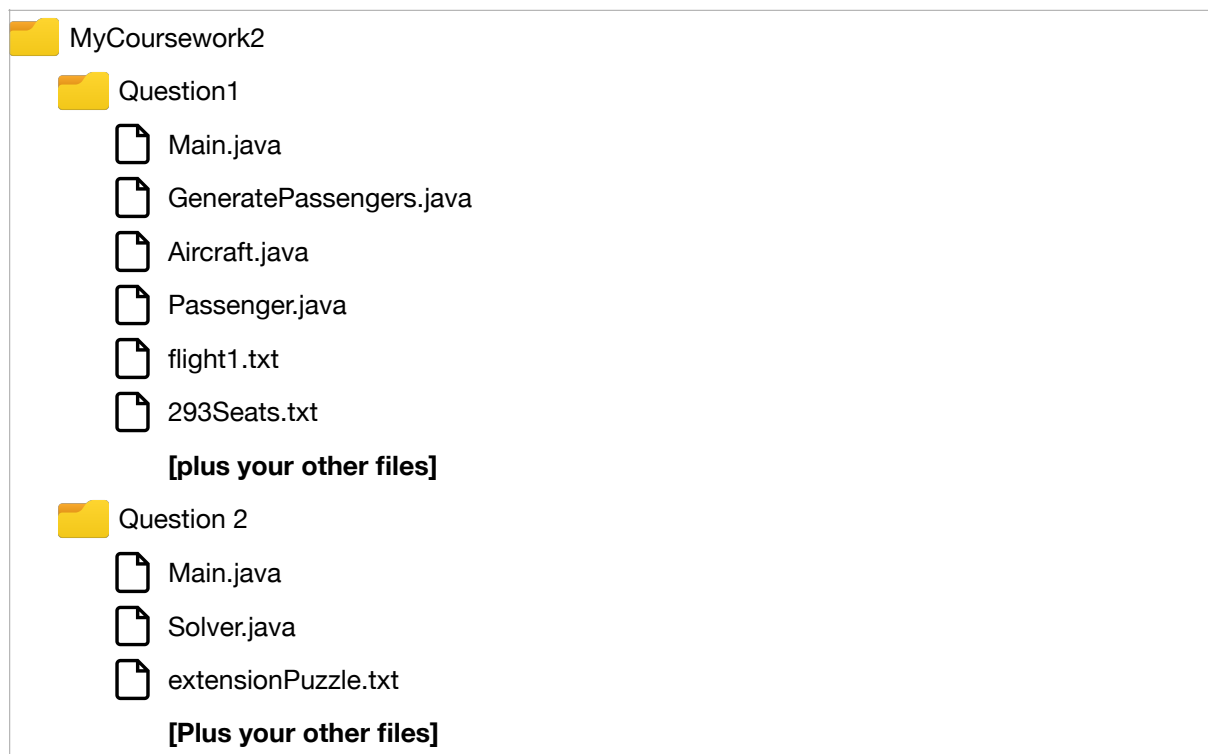 MyCoursework2
Question1
Main.java
GeneratePassengers.java
Aircraft.java
Passenger.java
flight1.txt
293Seats.txt
[plus your other files]
Question 2
Main.java
Solver.java
extensionPuzzle.txt
[Plus your other files]